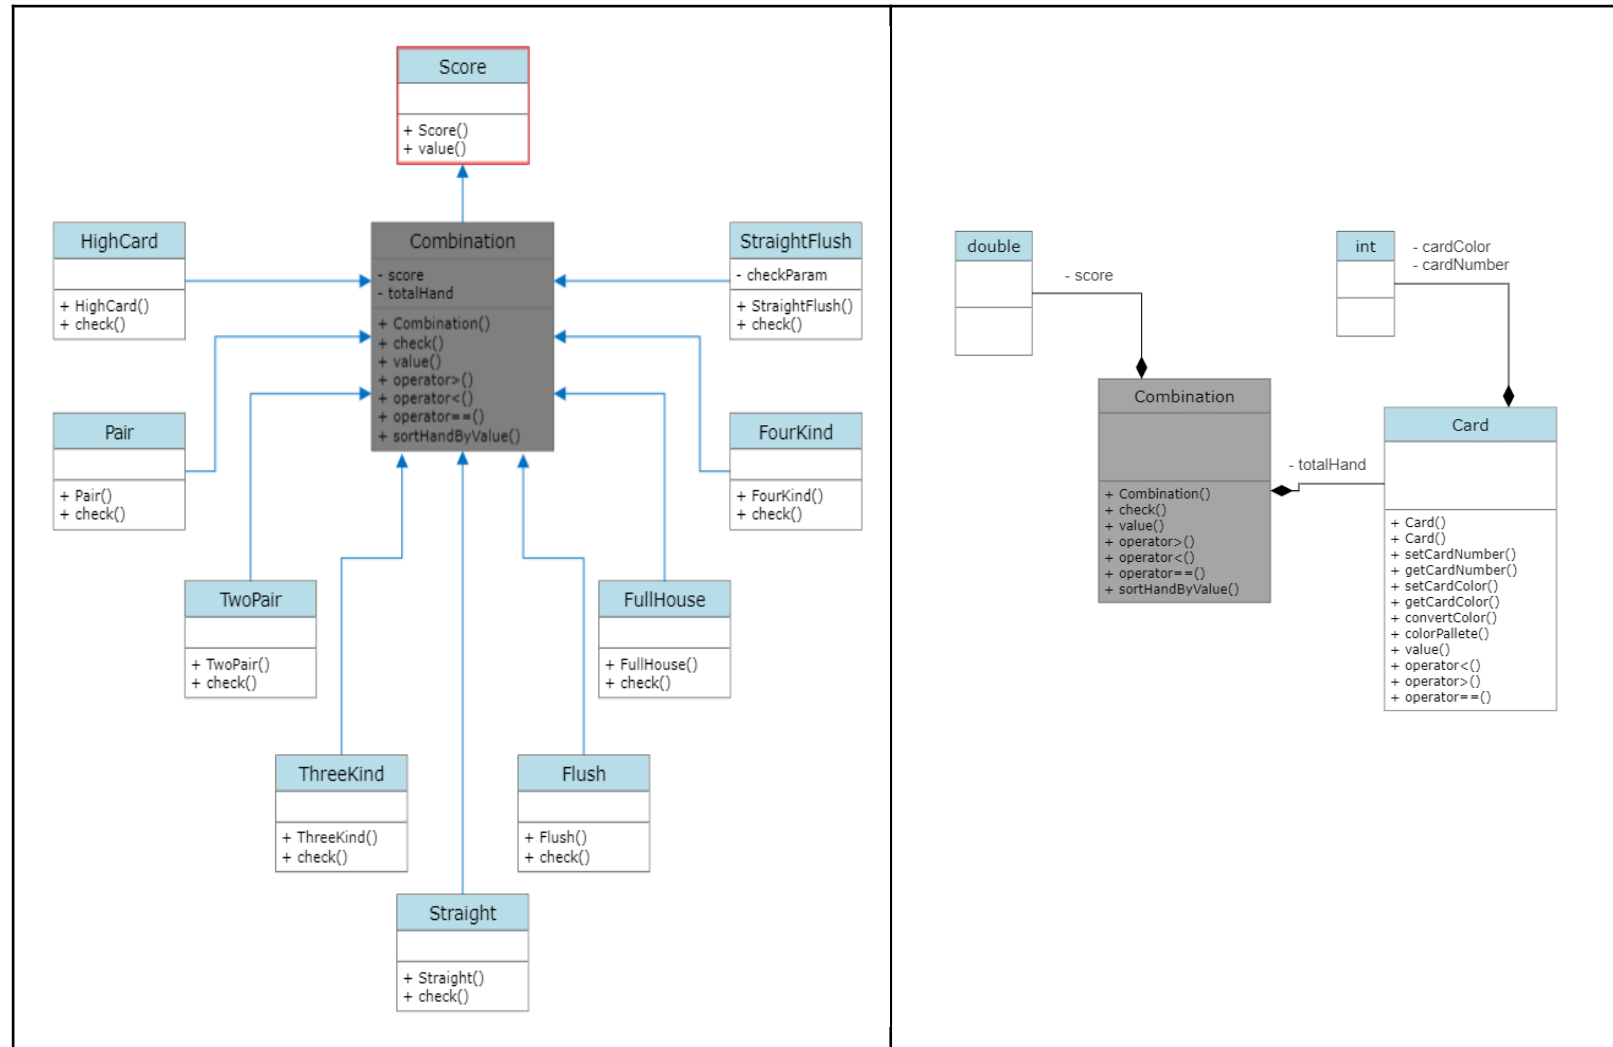 Score
+ Score()
+ value()
HighCard
+ HighCard()
+ check()
Combination
- score
- totalHand
+ Combination()
+ check()
+ value()
+ operator>()
+ operator<()
+ operator==()
+ sortHandByValue()
StraightFlush
- checkParam
+ StraightFlush()
+ check()
Pair
+ Pair()
+ check()
FourKind
+ FourKind()
+ check()
TwoPair
+ TwoPair()
+ check()
FullHouse
+ FullHouse()
+ check()
ThreeKind
+ ThreeKind()
+ check()
Flush
+ Flush()
+ check()
Straight
+ Straight()
+ check()
double
- score
int
- cardColor
- cardNumber
Combination
+ Combination()
+ check()
+ value()
+ operator>()
+ operator<()
+ operator==()
+ sortHandByValue()
- totalHand
Card
+ Card()
+ Card()
+ setCardNumber()
+ getCardNumber()
+ setCardColor()
+ getCardColor()
+ convertColor()
+ colorPallete()
+ value()
+ operator<()
+ operator>()
+ operator==()